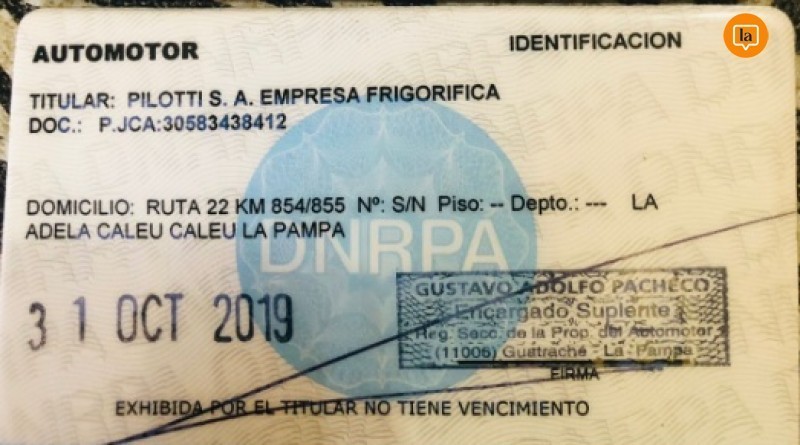 la
AUTOMOTOR IDENTIFICACION
TITULAR: PILOTTI S. A. EMPRESA FRIGORIFICA
DOC.: P.JCA:30583438412
DOMICILIO: RUTA 22 KM 854/855 Nº: S/N Piso: -- Depto.: --- LA
ADELA CALEU CALEU LA PAMPA
DNRPA
31 OCT 2019
GUSTAVO ADOLFO PACHECO
Encargado Suplente
Reg. Secc. de la Prop. del Automotor
(11006) Guatraché - La Pampa
FIRMA
EXHIBIDA POR EL TITULAR NO TIENE VENCIMIENTO